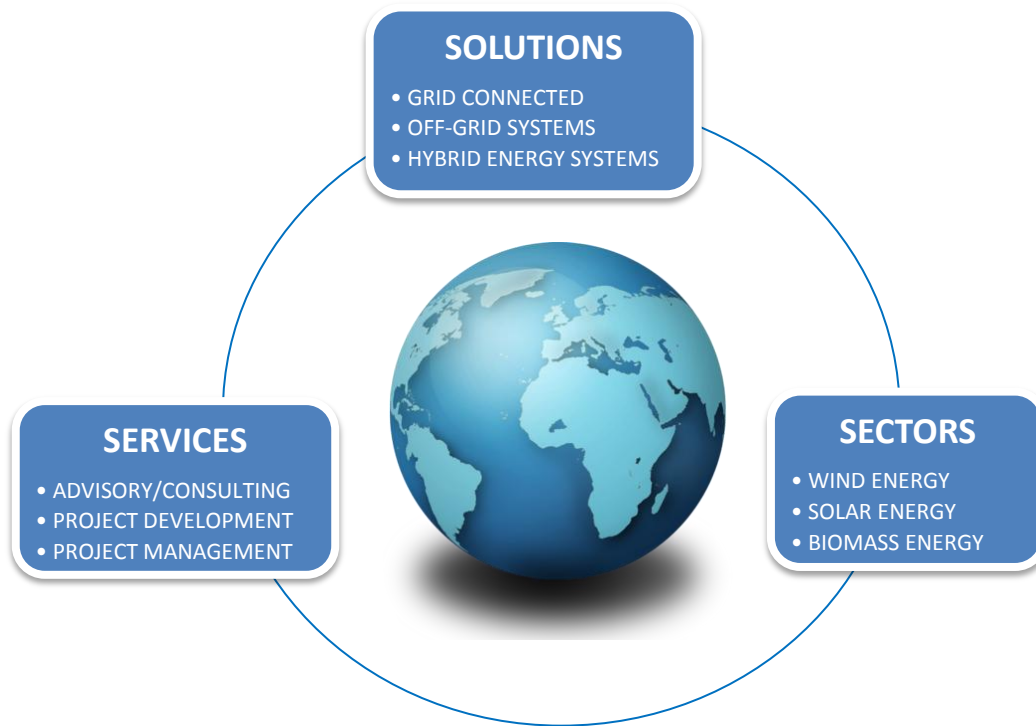 SOLUTIONS
• GRID CONNECTED
• OFF-GRID SYSTEMS
• HYBRID ENERGY SYSTEMS
SERVICES
• ADVISORY/CONSULTING
• PROJECT DEVELOPMENT
• PROJECT MANAGEMENT
SECTORS
• WIND ENERGY
• SOLAR ENERGY
• BIOMASS ENERGY